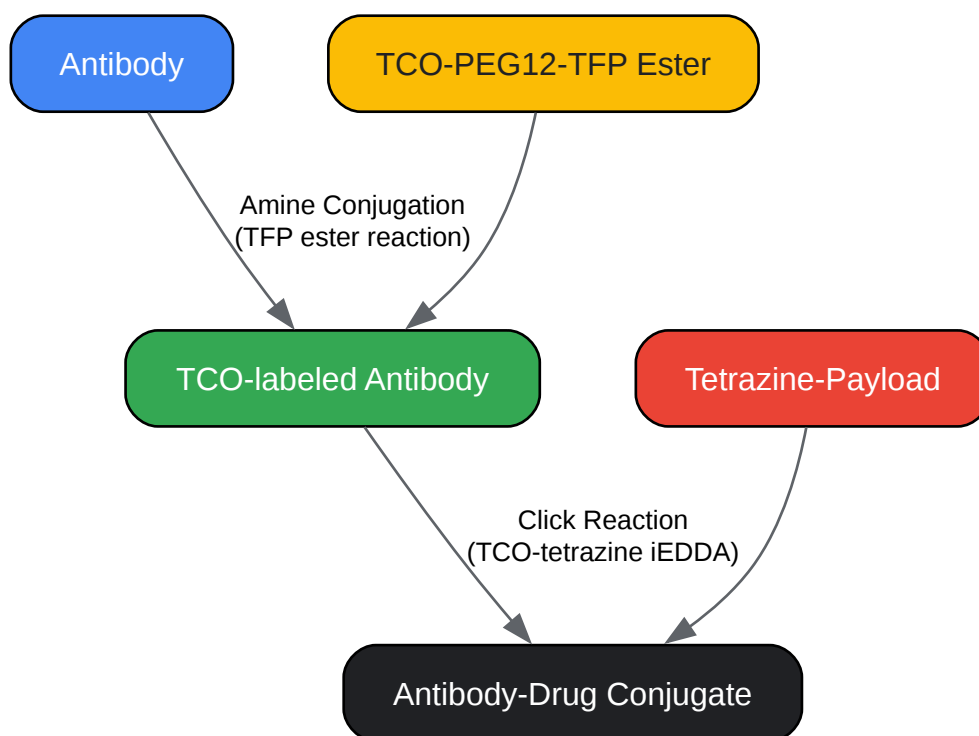 Antibody
TCO-PEG12-TFP Ester
Amine Conjugation
(TFP ester reaction)
TCO-labeled Antibody
Tetrazine-Payload
Click Reaction
(TCO-tetrazine iEDDA)
Antibody-Drug Conjugate